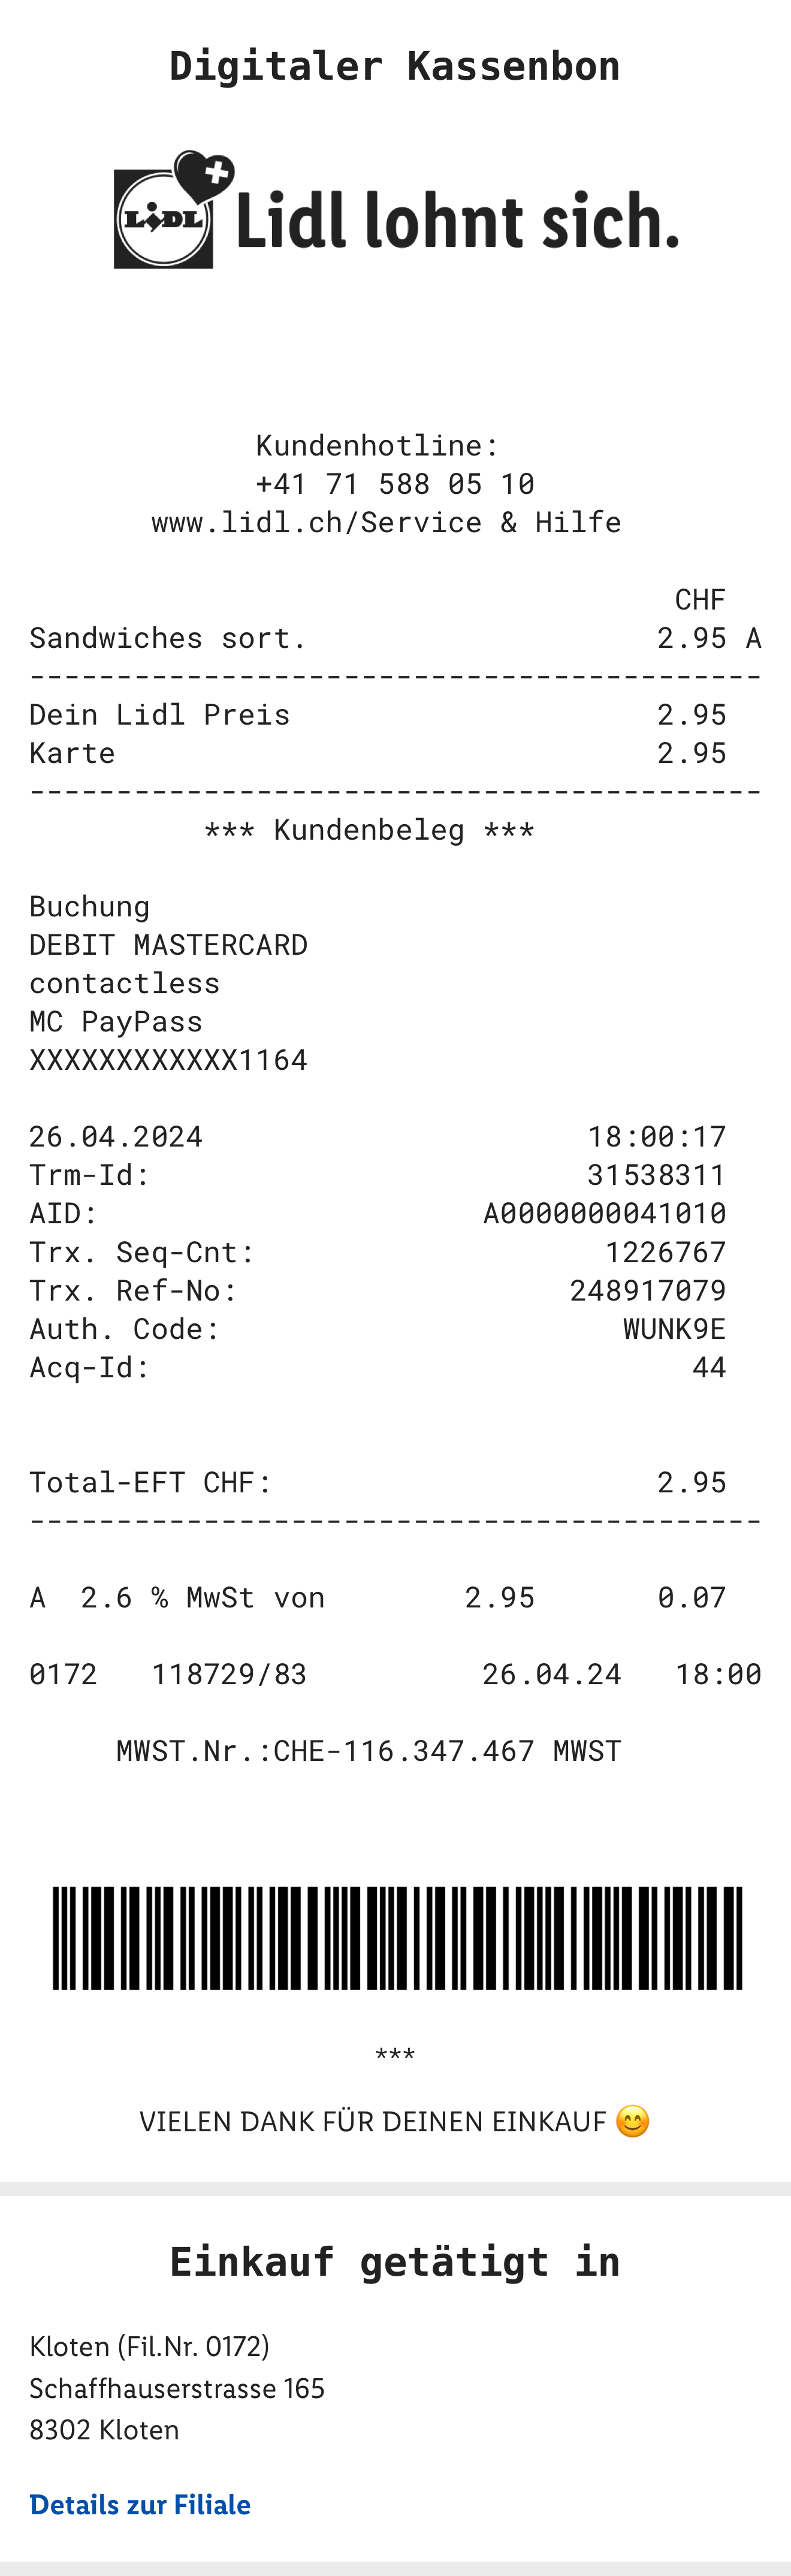 Digitaler Kassenbon
LIDL Lidl lohnt sich.
Kundenhotline:
+41 71 588 05 10
www.lidl.ch/Service & Hilfe
CHF
Sandwiches sort. 2.95 A
------------------------------------------
Dein Lidl Preis 2.95
Karte 2.95
------------------------------------------
*** Kundenbeleg ***
Buchung
DEBIT MASTERCARD
contactless
MC PayPass
XXXXXXXXXXXX1164
26.04.2024 18:00:17
Trm-Id: 31538311
AID: A0000000041010
Trx. Seq-Cnt: 1226767
Trx. Ref-No: 248917079
Auth. Code: WUNK9E
Acq-Id: 44
Total-EFT CHF: 2.95
------------------------------------------
A 2.6 % MwSt von 2.95 0.07
0172 118729/83 26.04.24 18:00
MWST.Nr.:CHE-116.347.467 MWST
***
VIELEN DANK FÜR DEINEN EINKAUF 😊
Einkauf getätigt in
Kloten (Fil.Nr. 0172)
Schaffhauserstrasse 165
8302 Kloten
Details zur Filiale